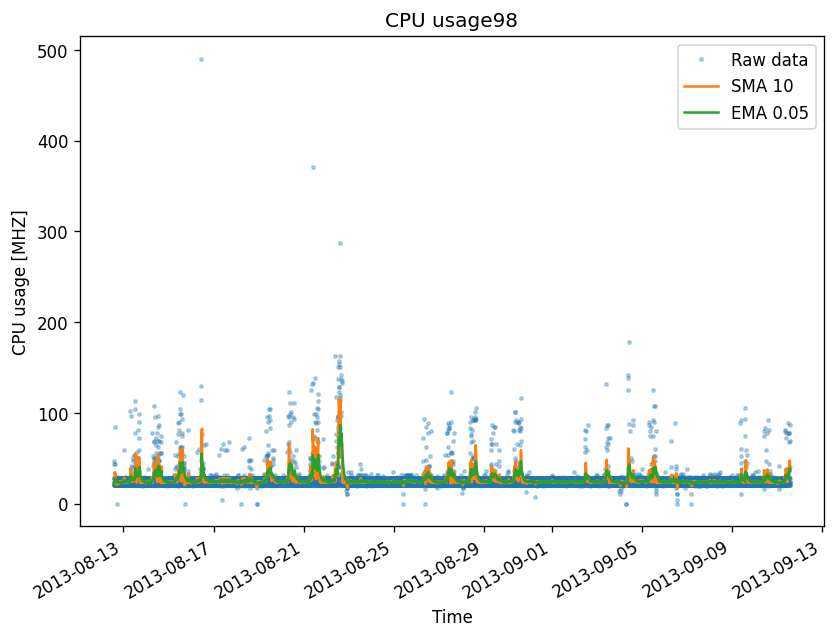 CPU usage98
CPU usage [MHZ]
500
400
300
200
100
0
Raw data
SMA 10
EMA 0.05
2013-08-13
2013-08-17
2013-08-21
2013-08-25
2013-08-29
2013-09-01
2013-09-05
2013-09-09
2013-09-13
Time